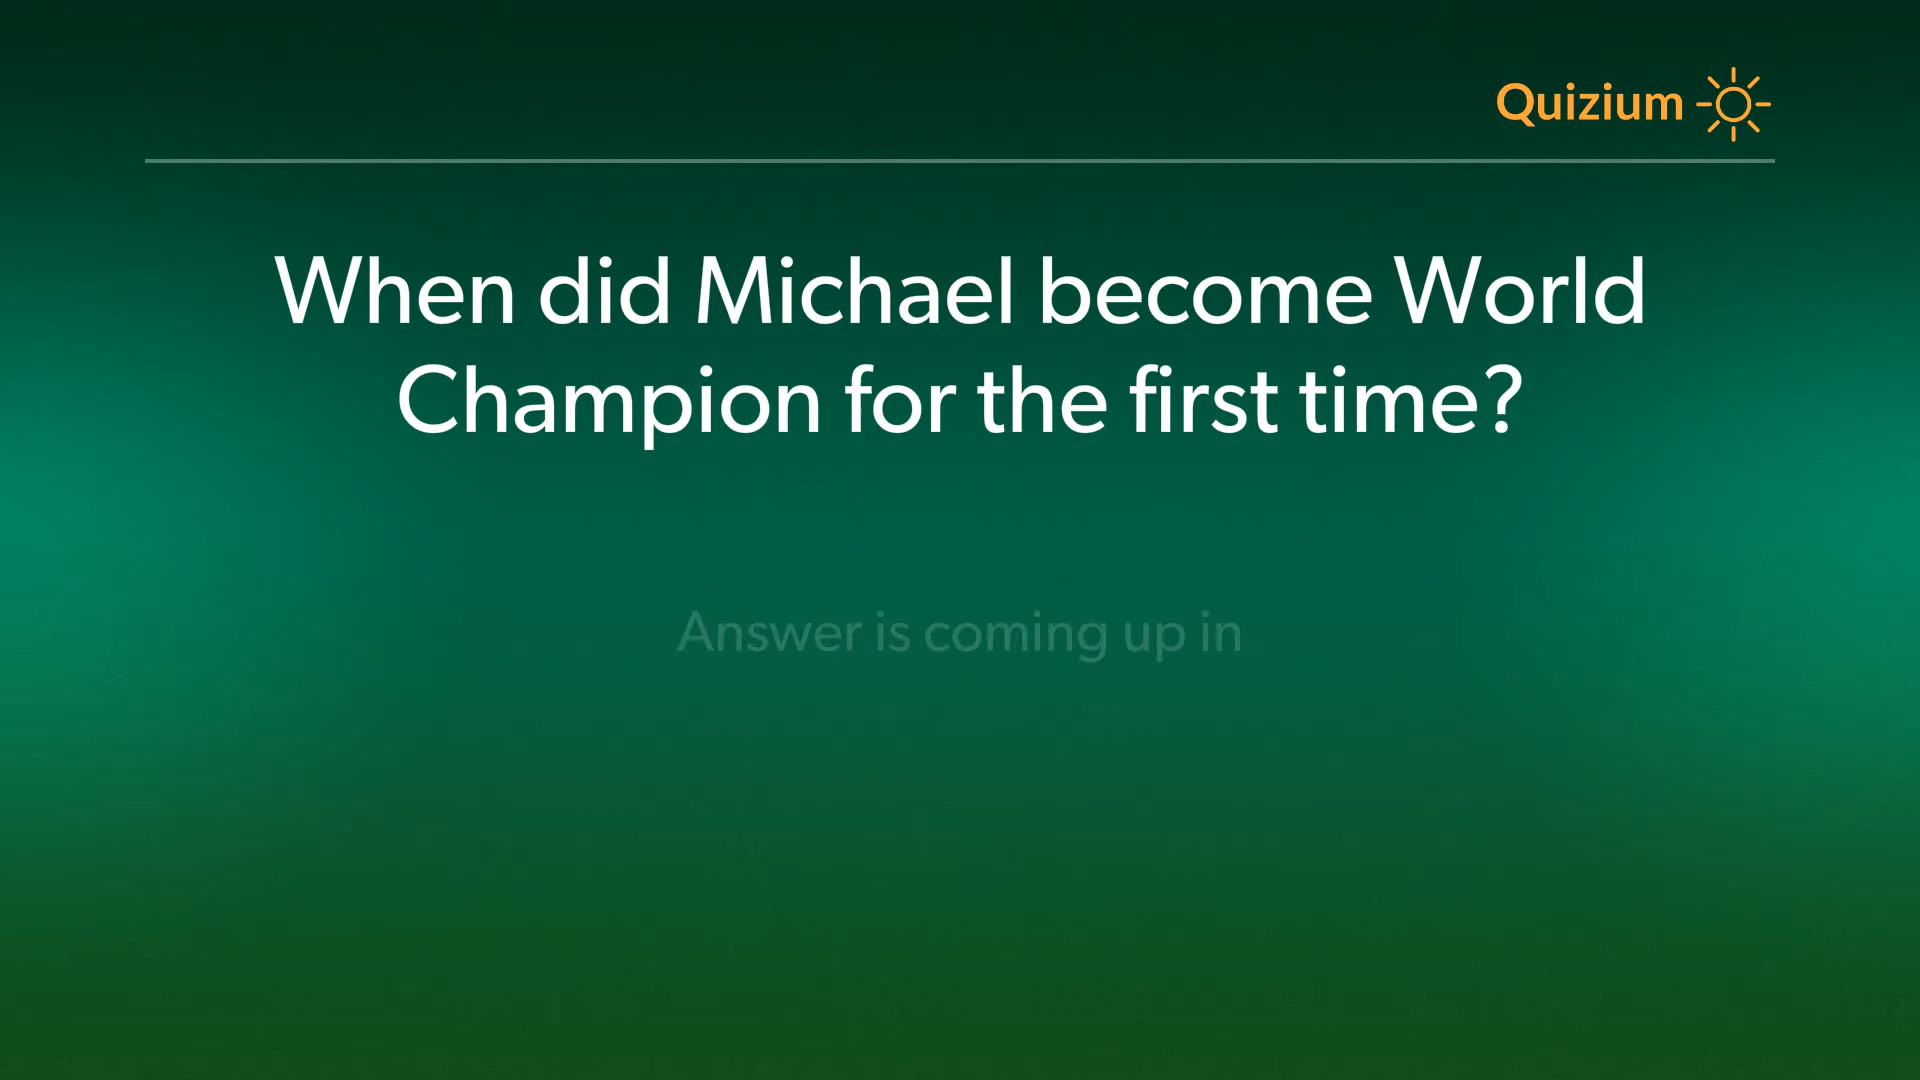 Quizium
When did Michael become World
Champion for the first time?
Answer is coming up in